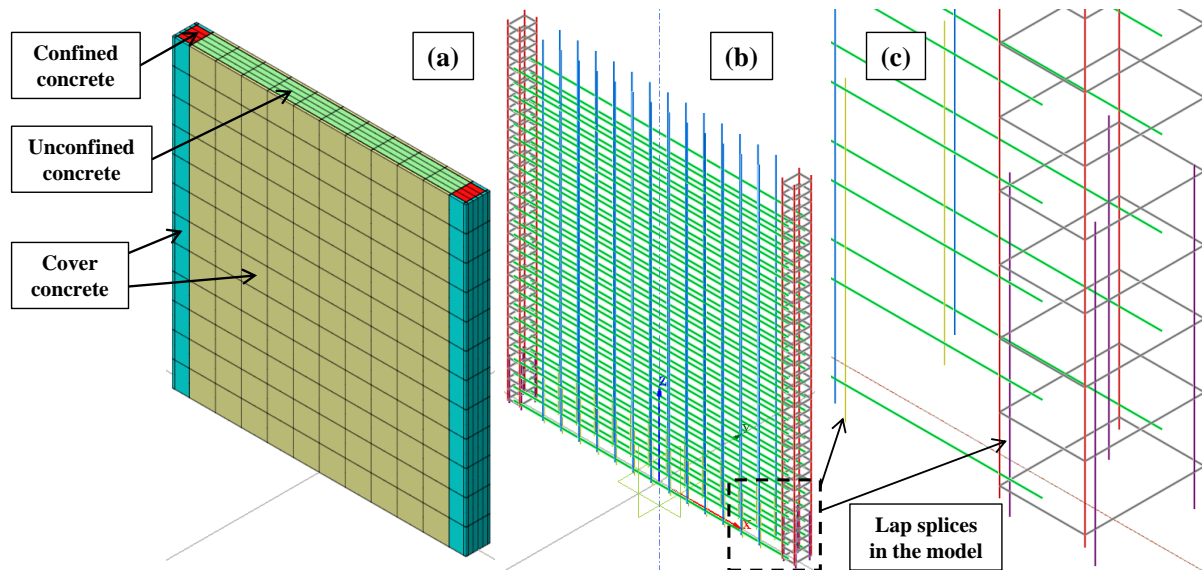 Confined
concrete
(a)
Unconfined
concrete
Cover
concrete
(b)
z
y
x
(c)
Lap splices
in the model